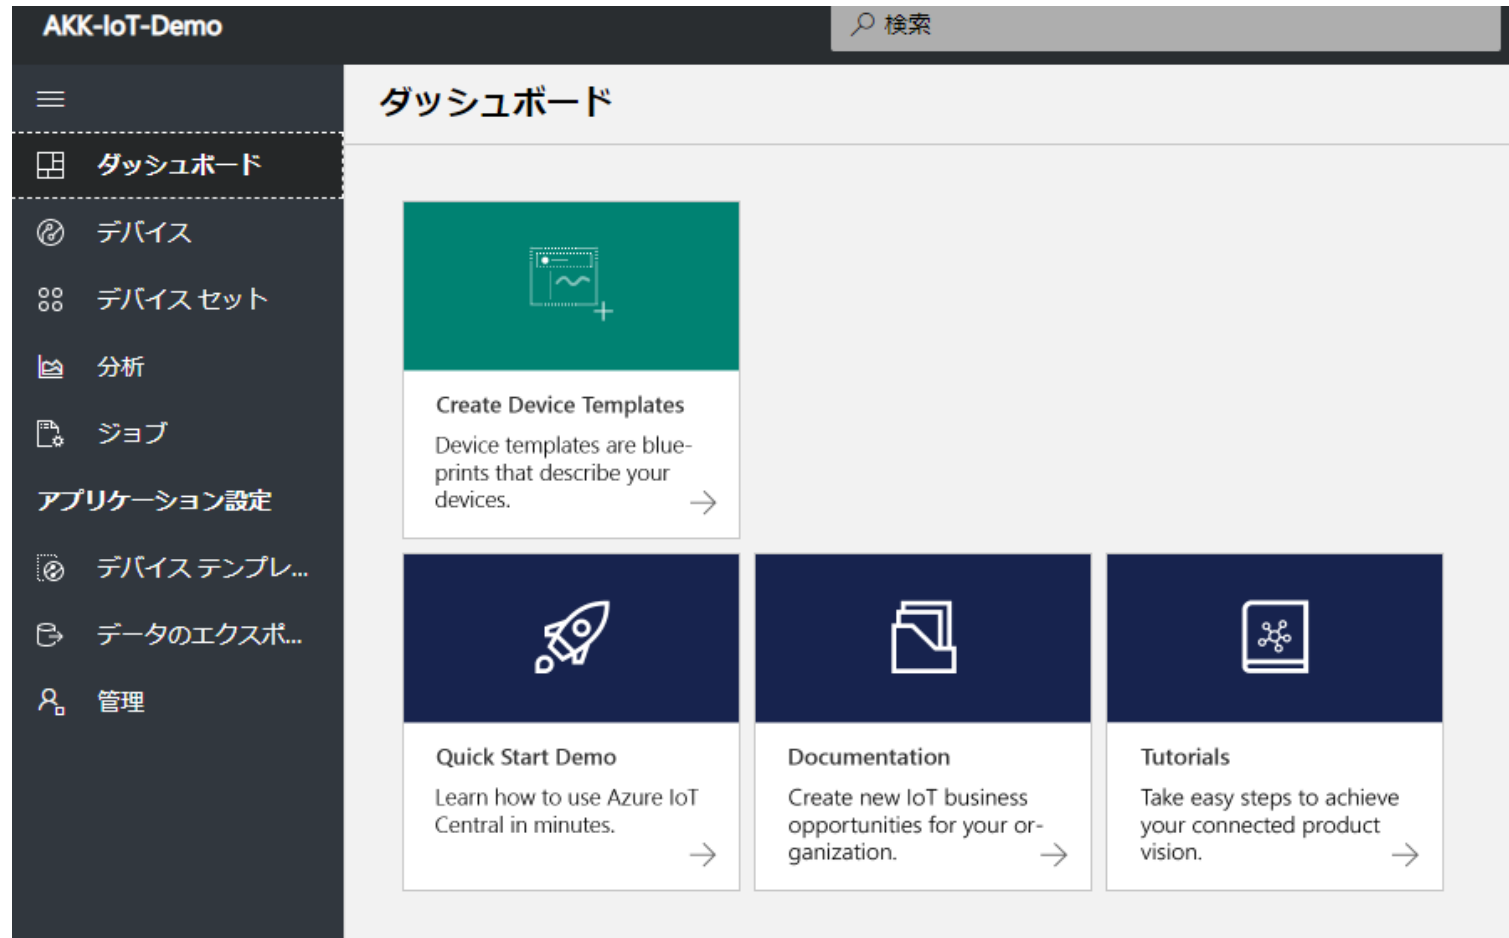 AKK-IoT-Demo
検索
ダッシュボード
デバイス
デバイス セット
分析
ジョブ
アプリケーション設定
デバイス テンプレ...
データのエクスポ...
管理
ダッシュボード
Create Device Templates
Device templates are blue-
prints that describe your
devices.
Quick Start Demo
Learn how to use Azure IoT
Central in minutes.
Documentation
Create new IoT business
opportunities for your or-
ganization.
Tutorials
Take easy steps to achieve
your connected product
vision.